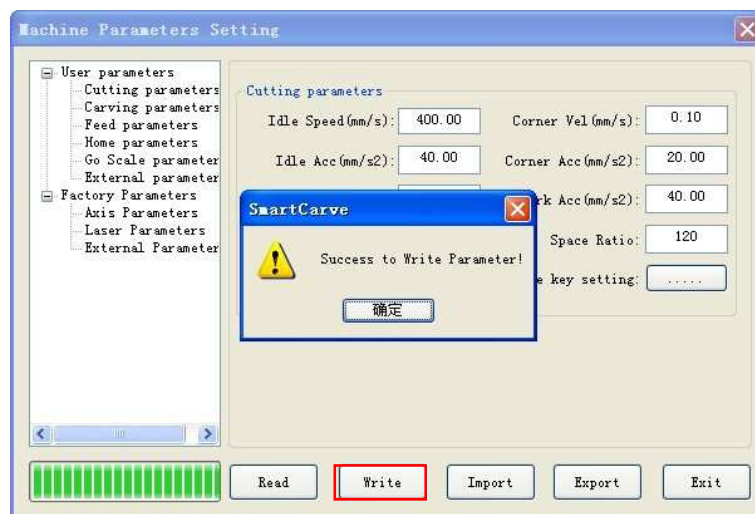 Machine Parameters Setting
User parameters
Cutting parameters
Carving parameters
Feed parameters
Home parameters
Go Scale parameter
External parameter
Factory Parameters
Axis Parameters
Laser Parameters
External Parameter
Cutting parameters
Idle Speed(mm/s): 400.00 Corner Vel(mm/s): 0.10
Idle Acc(mm/s2): 40.00 Corner Acc(mm/s2): 20.00
Acc(mm/s2): 40.00
Space Ratio: 120
key setting: .....
SmartCarve
Success to Write Parameter!
确定
Read Write Import Export Exit